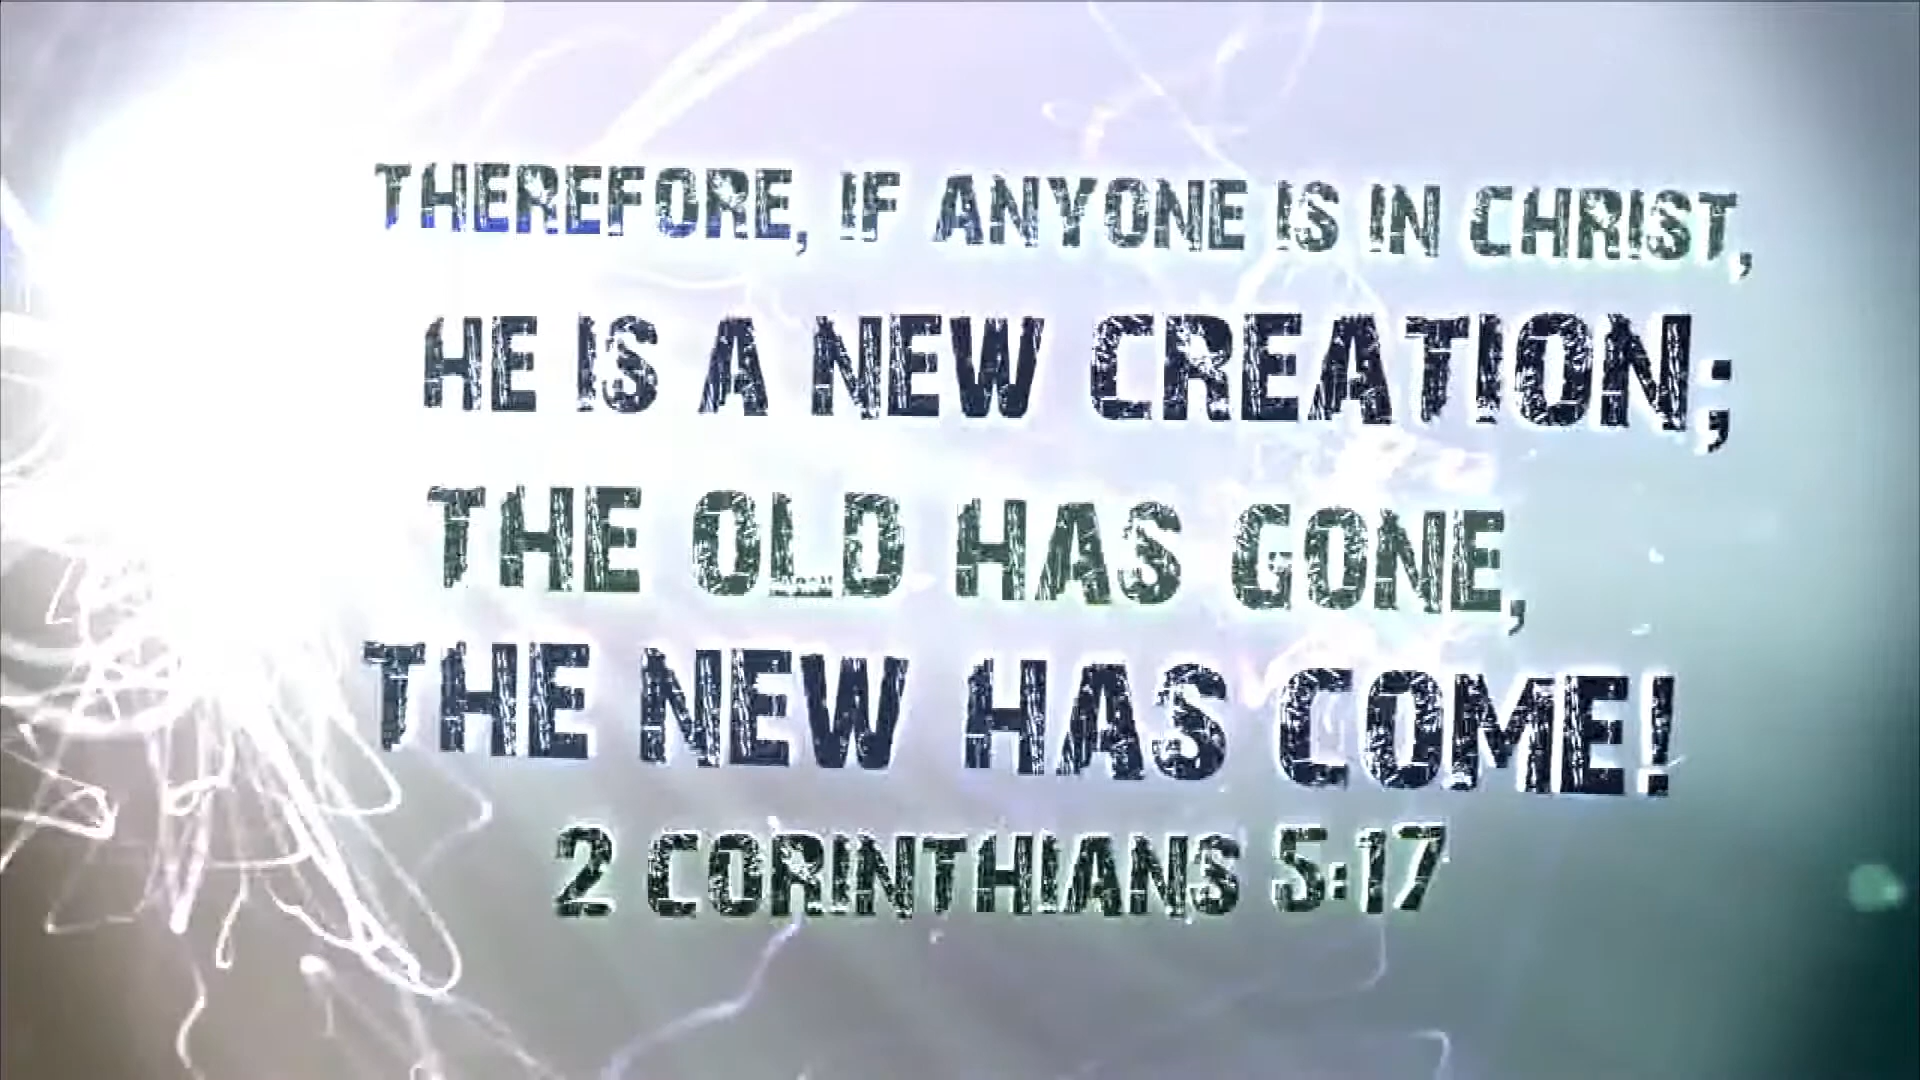 THEREFORE, IF ANYONE IS IN CHRIST,
HE IS A NEW CREATION;
THE OLD HAS GONE,
THE NEW HAS COME!
2 CORINTHIANS 5:17